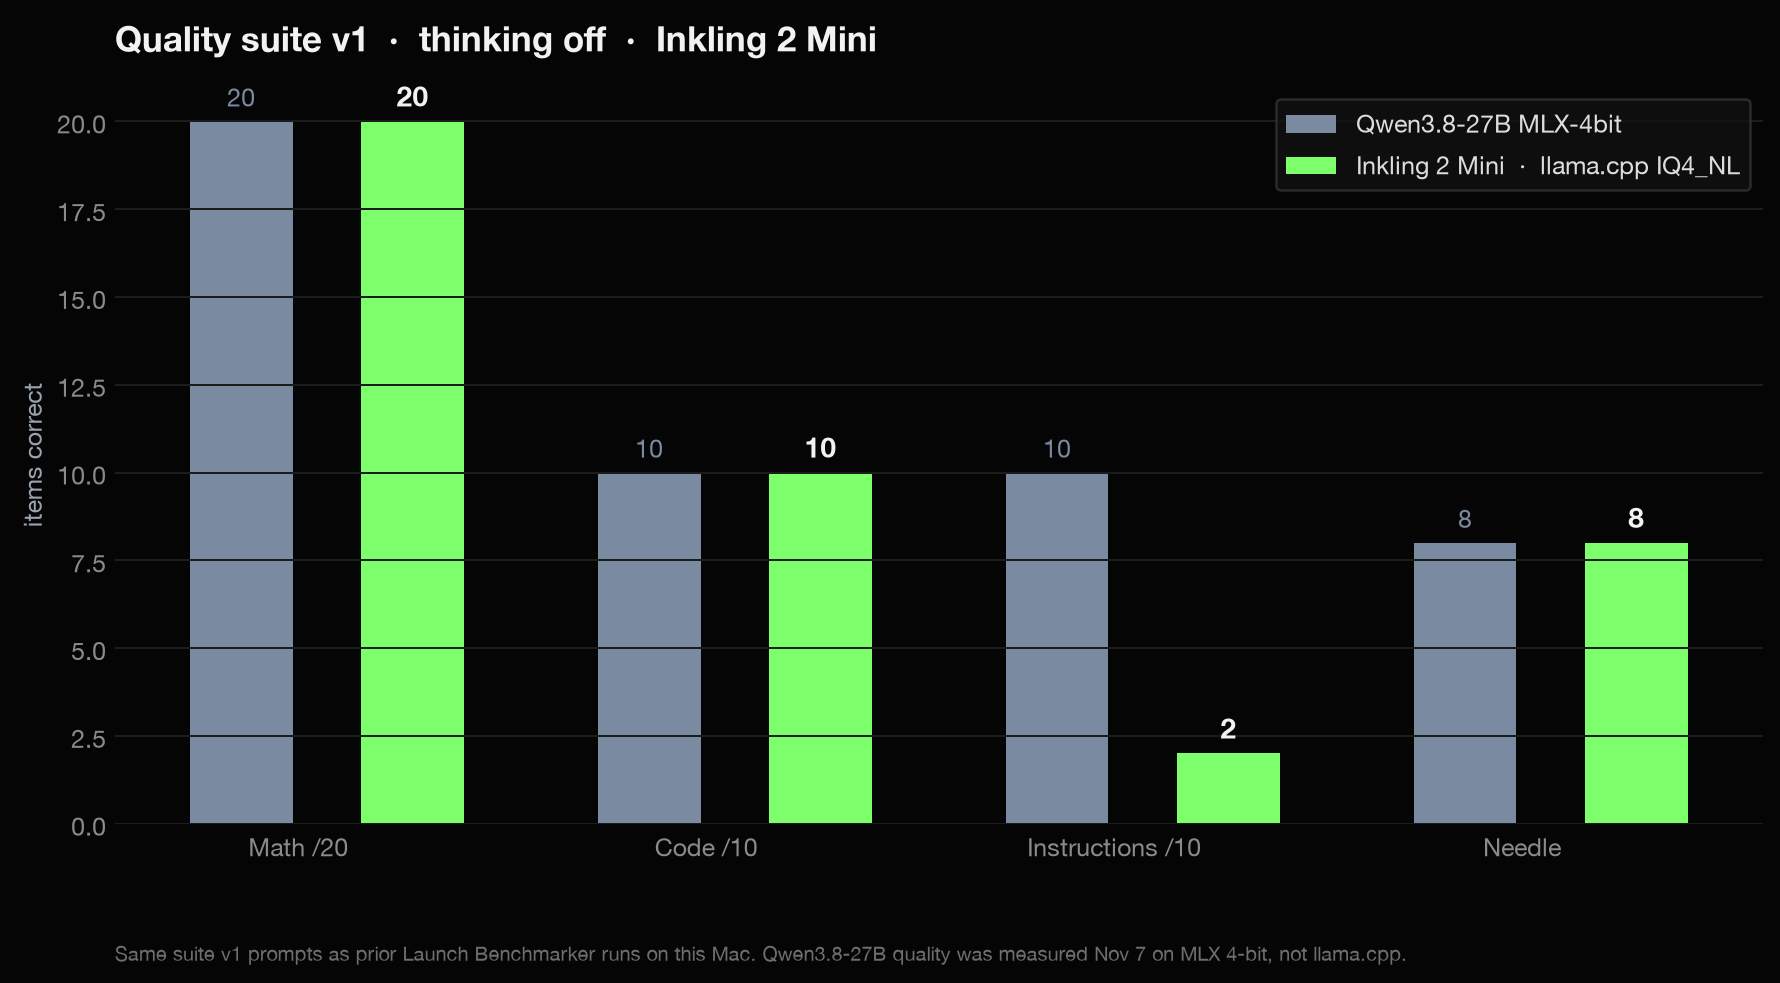 Quality suite v1 · thinking off · Inkling 2 Mini
20
20
20.0
Qwen3.8-27B MLX-4bit
Inkling 2 Mini · llama.cpp IQ4_NL
17.5
15.0
12.5
items correct
10
10
10
10.0
8
8
7.5
5.0
2
2.5
0.0
Math /20
Code /10
Instructions /10
Needle
Same suite v1 prompts as prior Launch Benchmarker runs on this Mac. Qwen3.8-27B quality was measured Nov 7 on MLX 4-bit, not llama.cpp.